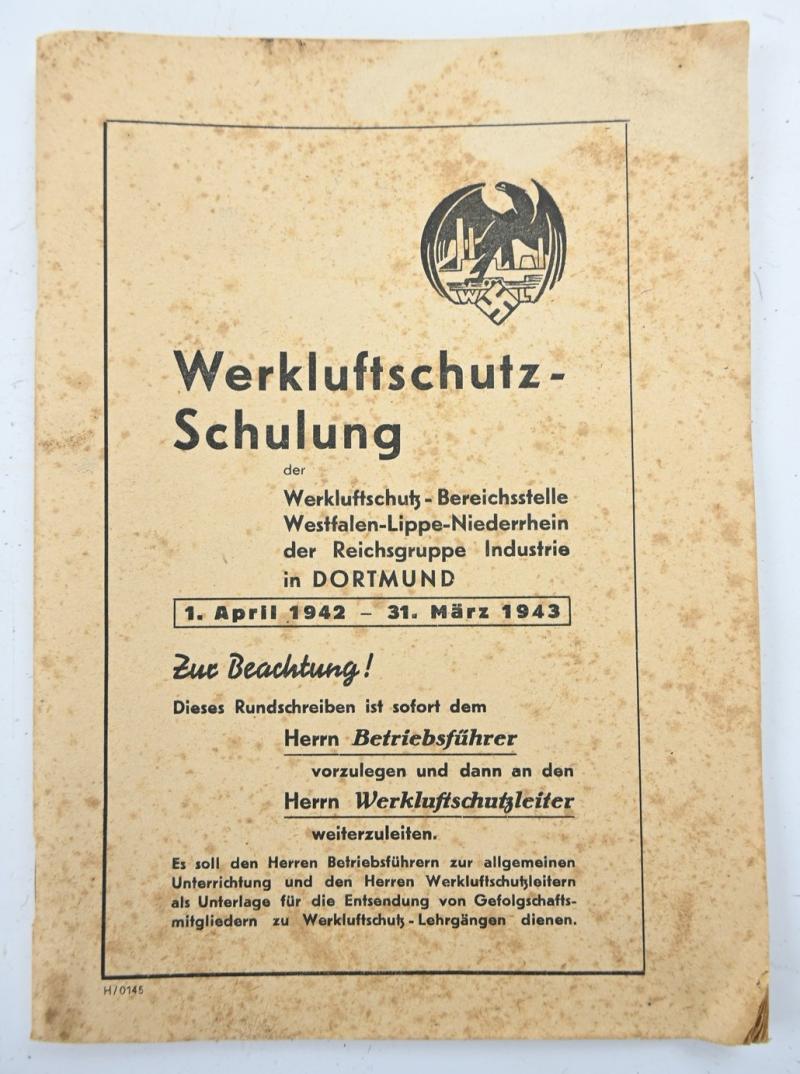 W L
Werkluftschutz-
Schulung
der
Werkluftschutz - Bereichsstelle
Westfalen-Lippe-Niederrhein
der Reichsgruppe Industrie
in DORTMUND
1. April 1942 – 31. März 1943
Zur Beachtung!
Dieses Rundschreiben ist sofort dem
Herrn Betriebsführer
vorzulegen und dann an den
Herrn Werkluftschutzleiter
weiterzuleiten.
Es soll den Herren Betriebsführern zur allgemeinen
Unterrichtung und den Herren Werkluftschutzleitern
als Unterlage für die Entsendung von Gefolgschafts-
mitgliedern zu Werkluftschutz - Lehrgängen dienen.
H/0145